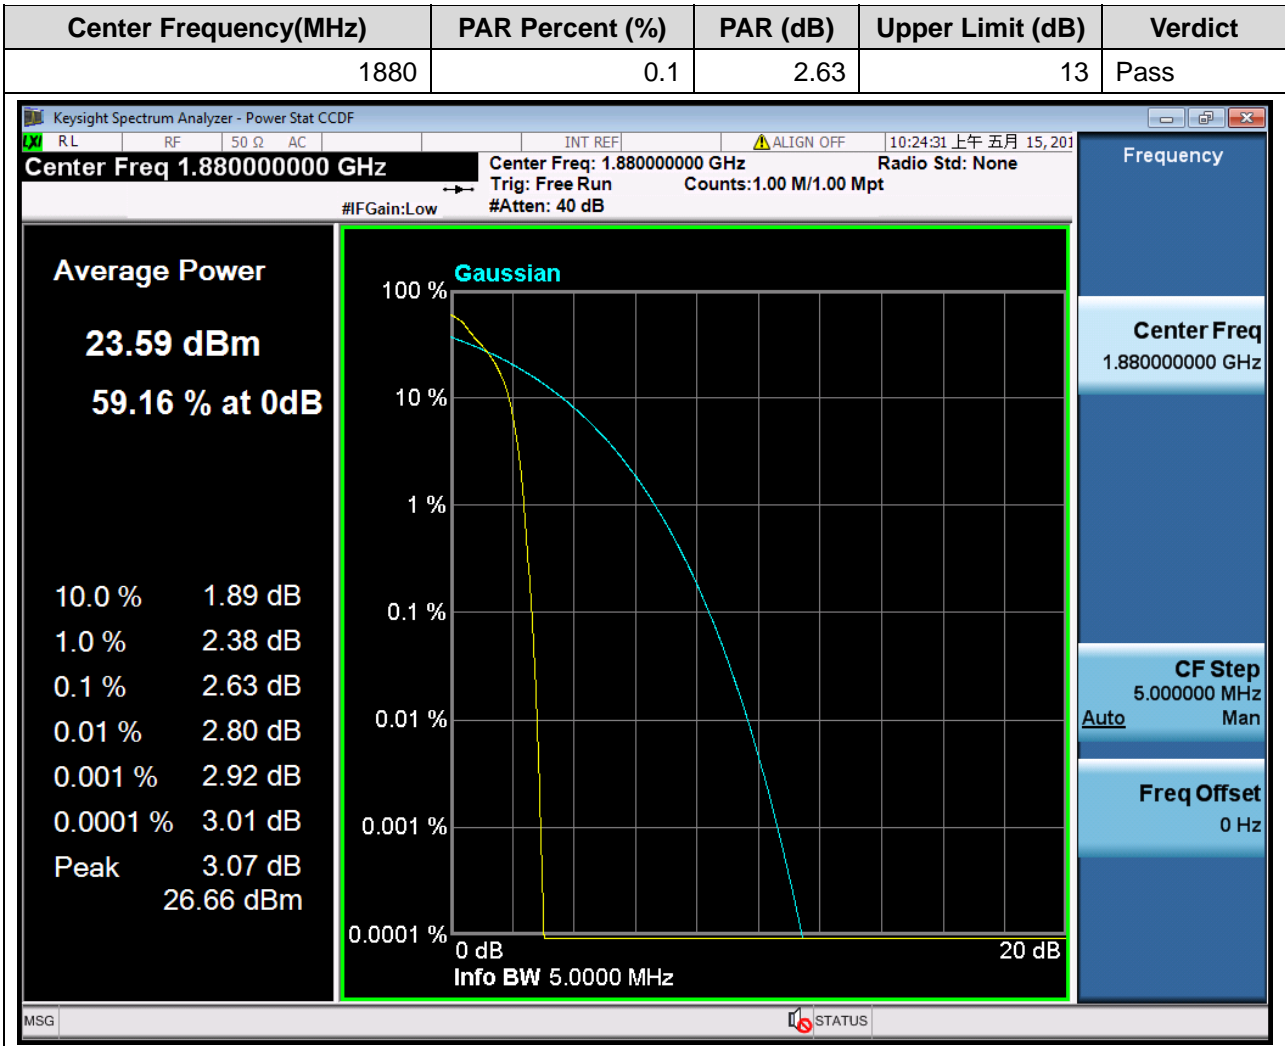 Center Frequency(MHz) PAR Percent (%) PAR (dB) Upper Limit (dB) Verdict
1880 0.1 2.63 13 Pass
Keysight Spectrum Analyzer - Power Stat CCDF
LXI RL RF 50 Ω AC INT REF ALIGN OFF 10:24:31 上午 五月 15, 201
Center Freq 1.880000000 GHz
Center Freq: 1.880000000 GHz Radio Std: None
Trig: Free Run Counts:1.00 M/1.00 Mpt
#IFGain:Low #Atten: 40 dB
Frequency
Average Power
23.59 dBm
59.16 % at 0dB
10.0 % 1.89 dB
1.0 % 2.38 dB
0.1 % 2.63 dB
0.01 % 2.80 dB
0.001 % 2.92 dB
0.0001 % 3.01 dB
Peak 3.07 dB
26.66 dBm
Gaussian
100 %
10 %
1 %
0.1 %
0.01 %
0.001 %
0.0001 %
0 dB 20 dB
Info BW 5.0000 MHz
Center Freq
1.880000000 GHz
CF Step
5.000000 MHz
Auto Man
Freq Offset
0 Hz
MSG STATUS